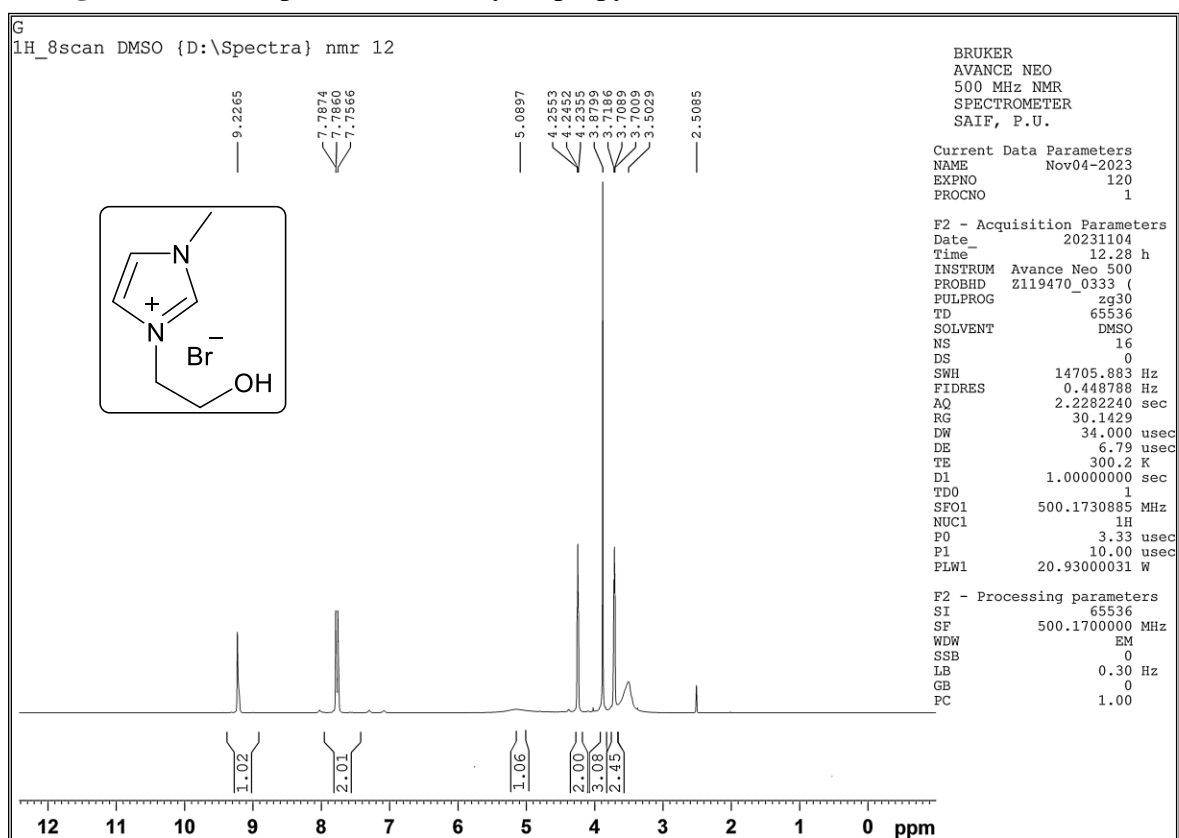 G
1H_8scan DMSO {D:\Spectra} nmr 12
9.2265
7.7874
7.7860
7.7566
5.0897
4.2553
4.2452
4.2355
3.8799
3.7186
3.7089
3.7009
3.5029
2.5085
BRUKER
AVANCE NEO
500 MHz NMR
SPECTROMETER
SAIF, P.U.
Current Data Parameters
NAME Nov04-2023
EXPNO 120
PROCNO 1
F2 - Acquisition Parameters
Date_ 20231104
Time 12.28 h
INSTRUM Avance Neo 500
PROBHD Z119470_0333 (
PULPROG zg30
TD 65536
SOLVENT DMSO
NS 16
DS 0
SWH 14705.883 Hz
FIDRES 0.448788 Hz
AQ 2.2282240 sec
RG 30.1429
DW 34.000 usec
DE 6.79 usec
TE 300.2 K
D1 1.00000000 sec
TD0 1
SFO1 500.1730885 MHz
NUC1 1H
P0 3.33 usec
P1 10.00 usec
PLW1 20.93000031 W
F2 - Processing parameters
SI 65536
SF 500.1700000 MHz
WDW EM
SSB 0
LB 0.30 Hz
GB 0
PC 1.00
N
+
N
Br−
OH
1.02
2.01
1.06
2.00
3.08
2.45
12 11 10 9 8 7 6 5 4 3 2 1 0 ppm